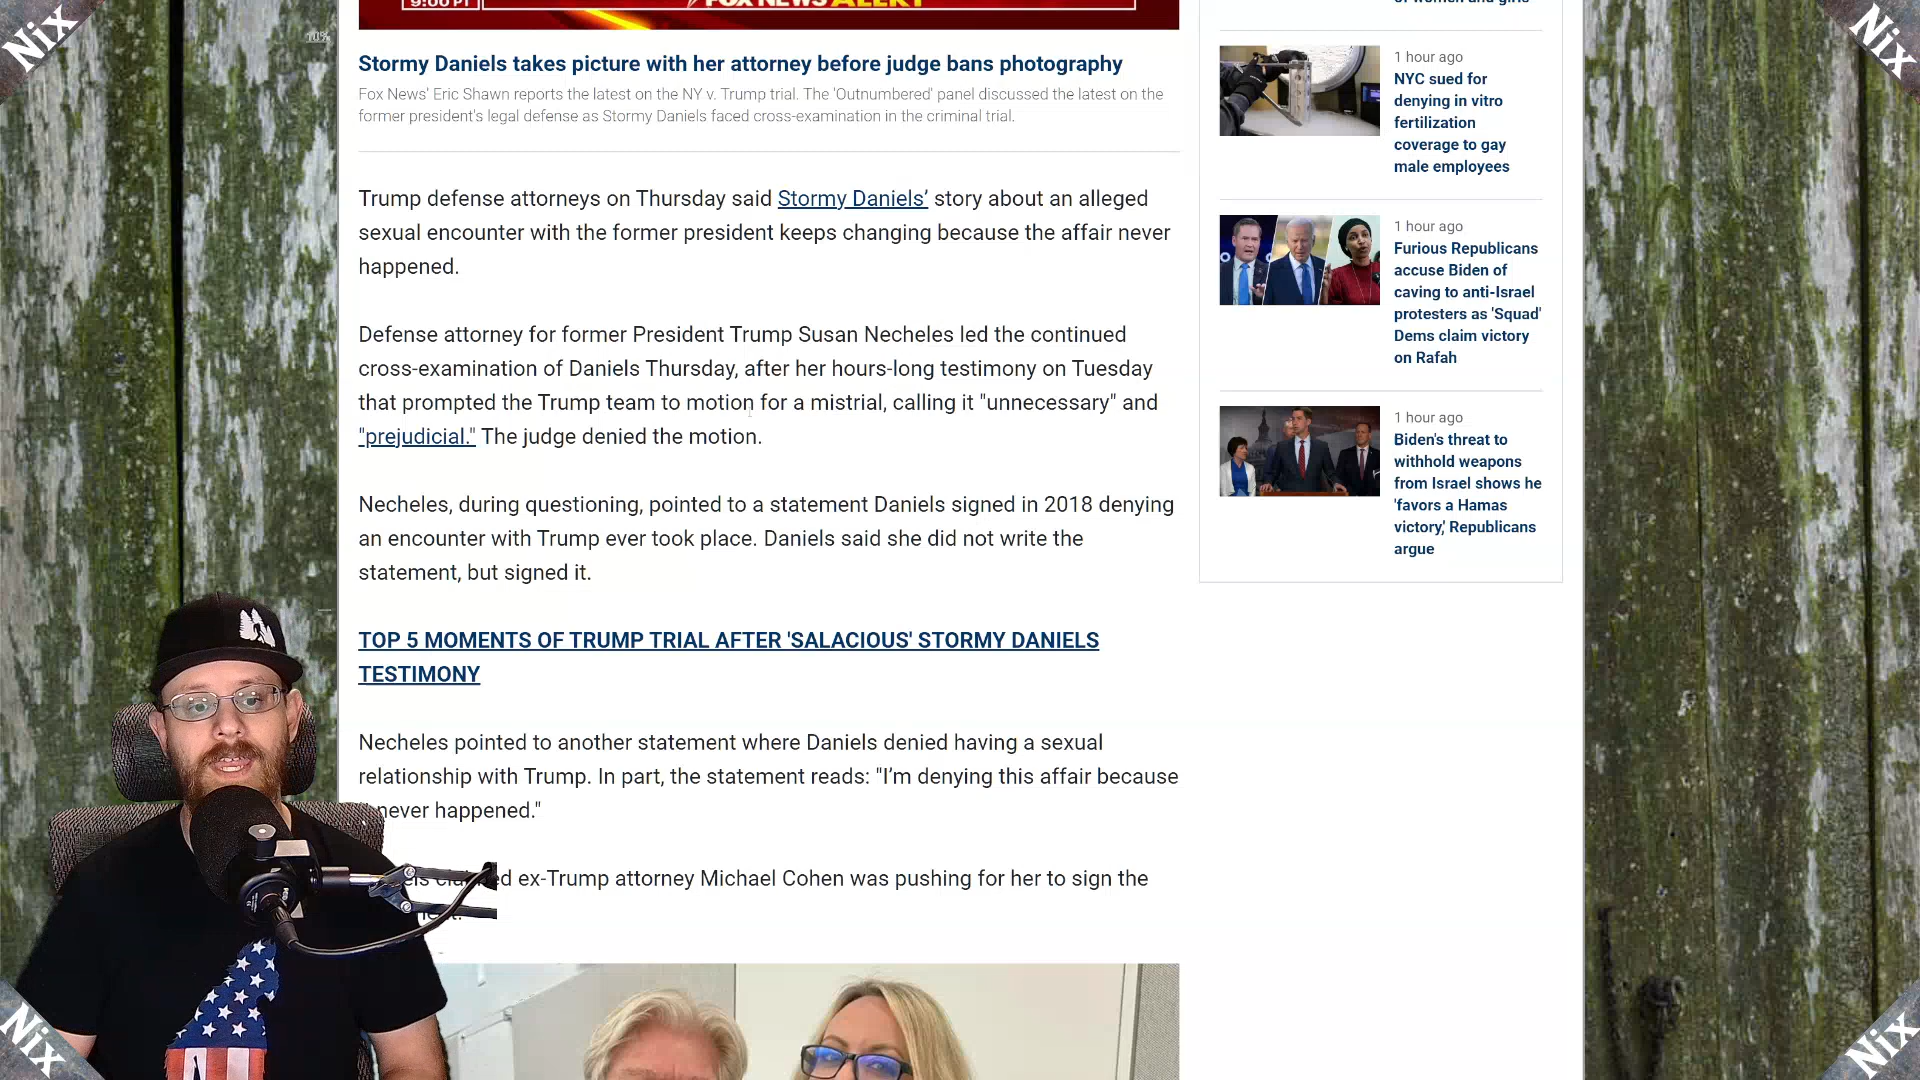 Nix
Nix
10%
9:00 PT
FOX NEWS ALERT
Stormy Daniels takes picture with her attorney before judge bans photography
Fox News' Eric Shawn reports the latest on the NY v. Trump trial. The 'Outnumbered' panel discussed the latest on the
former president's legal defense as Stormy Daniels faced cross-examination in the criminal trial.
Trump defense attorneys on Thursday said Stormy Daniels’ story about an alleged
sexual encounter with the former president keeps changing because the affair never
happened.
Defense attorney for former President Trump Susan Necheles led the continued
cross-examination of Daniels Thursday, after her hours-long testimony on Tuesday
that prompted the Trump team to motion for a mistrial, calling it "unnecessary" and
"prejudicial." The judge denied the motion.
Necheles, during questioning, pointed to a statement Daniels signed in 2018 denying
an encounter with Trump ever took place. Daniels said she did not write the
statement, but signed it.
TOP 5 MOMENTS OF TRUMP TRIAL AFTER 'SALACIOUS' STORMY DANIELS
TESTIMONY
Necheles pointed to another statement where Daniels denied having a sexual
relationship with Trump. In part, the statement reads: "I’m denying this affair because
never happened."
ex-Trump attorney Michael Cohen was pushing for her to sign the
of women and girls
1 hour ago
NYC sued for
denying in vitro
fertilization
coverage to gay
male employees
1 hour ago
Furious Republicans
accuse Biden of
caving to anti-Israel
protesters as 'Squad'
Dems claim victory
on Rafah
1 hour ago
Biden's threat to
withhold weapons
from Israel shows he
'favors a Hamas
victory,' Republicans
argue
Nix
Nix